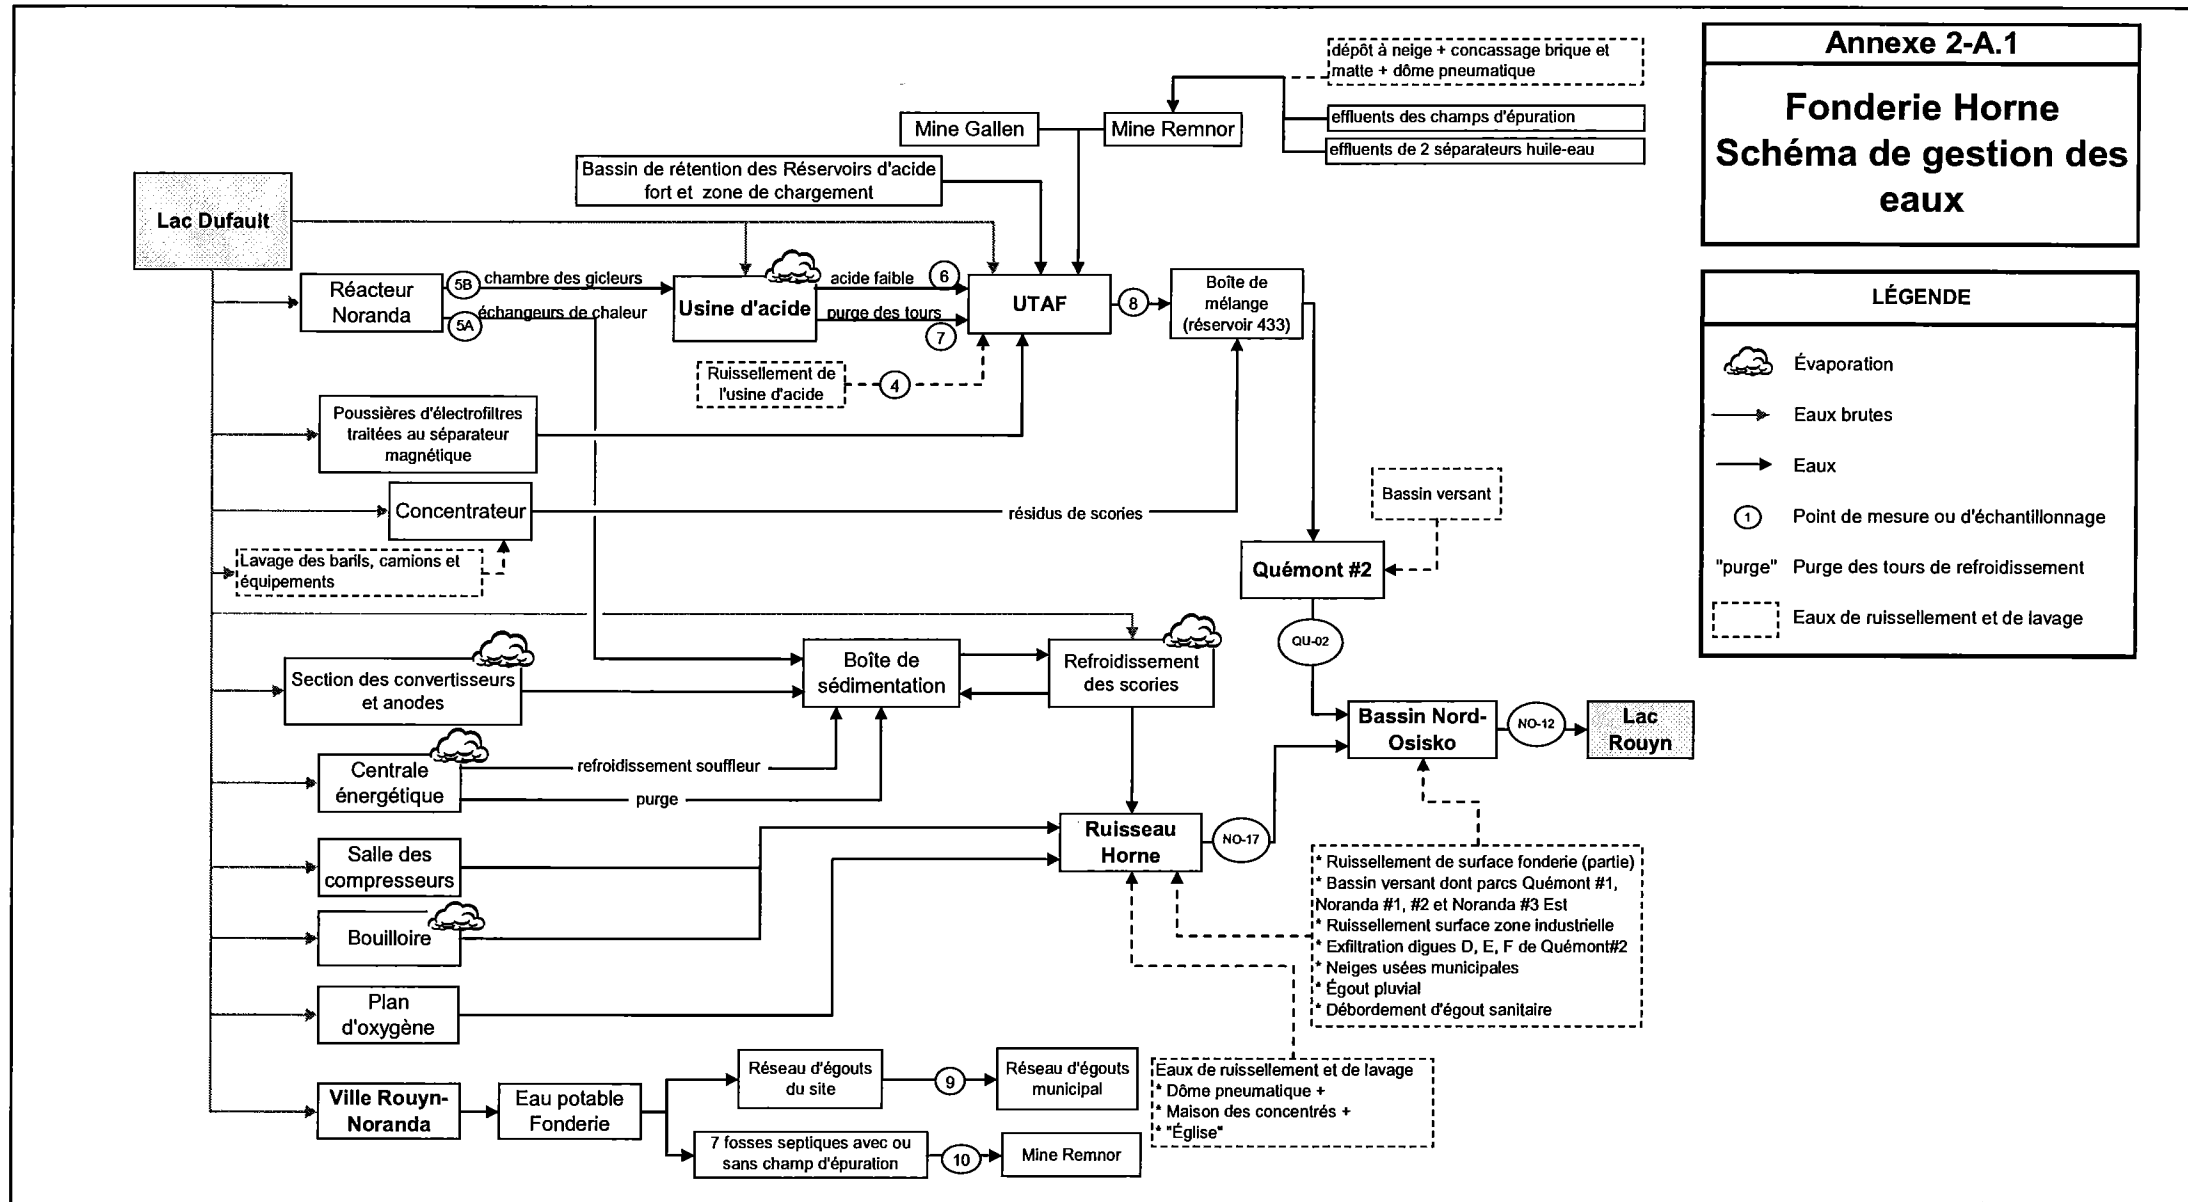 Annexe 2-A.1
Fonderie Horne
Schéma de gestion des
eaux
dépôt à neige + concassage brique et
matte + dôme pneumatique
effluents des champs d'épuration
effluents de 2 séparateurs huile-eau
Mine Gallen
Mine Remnor
Bassin de rétention des Réservoirs d'acide
fort et zone de chargement
Lac Dufault
Réacteur
Noranda
5B
chambre des gicleurs
5A
échangeurs de chaleur
Usine d'acide
acide faible
6
purge des tours
7
UTAF
8
Boîte de
mélange
(réservoir 433)
Ruissellement de
l'usine d'acide
4
Poussières d'électrofiltres
traitées au séparateur
magnétique
Concentrateur
résidus de scories
Lavage des barils, camions et
équipements
Bassin versant
Quémont #2
QU-02
Section des convertisseurs
et anodes
Boîte de
sédimentation
Refroidissement
des scories
Bassin Nord-
Osisko
NO-12
Lac
Rouyn
Centrale
énergétique
refroidissement souffleur
purge
Salle des
compresseurs
Ruisseau
Horne
NO-17
Bouilloire
Plan
d'oxygène
* Ruissellement de surface fonderie (partie)
* Bassin versant dont parcs Quémont #1,
Noranda #1, #2 et Noranda #3 Est
* Ruissellement surface zone industrielle
* Exfiltration digues D, E, F de Quémont#2
* Neiges usées municipales
* Égout pluvial
* Débordement d'égout sanitaire
Ville Rouyn-
Noranda
Eau potable
Fonderie
Réseau d'égouts
du site
9
Réseau d'égouts
municipal
7 fosses septiques avec ou
sans champ d'épuration
10
Mine Remnor
Eaux de ruissellement et de lavage
* Dôme pneumatique +
* Maison des concentrés +
* "Église"
LÉGENDE
Évaporation
Eaux brutes
Eaux
1
Point de mesure ou d'échantillonnage
"purge"
Purge des tours de refroidissement
Eaux de ruissellement et de lavage